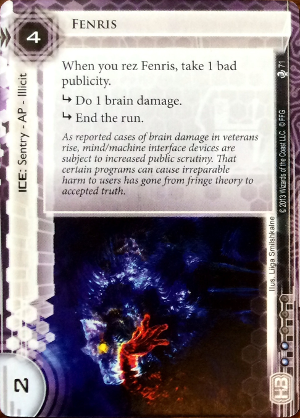 FENRIS
4
When you rez Fenris, take 1 bad
publicity.
↳ Do 1 brain damage.
↳ End the run.
As reported cases of brain damage in veterans
rise, mind/machine interface devices are
subject to increased public scrutiny. That
certain programs can cause irreparable
harm to users has gone from fringe theory to
accepted truth.
ICE: Sentry - AP - Illicit
71
© 2013 Wizards of the Coast LLC. © FFG
Illus. Liiga Smilshkalne
2
HB